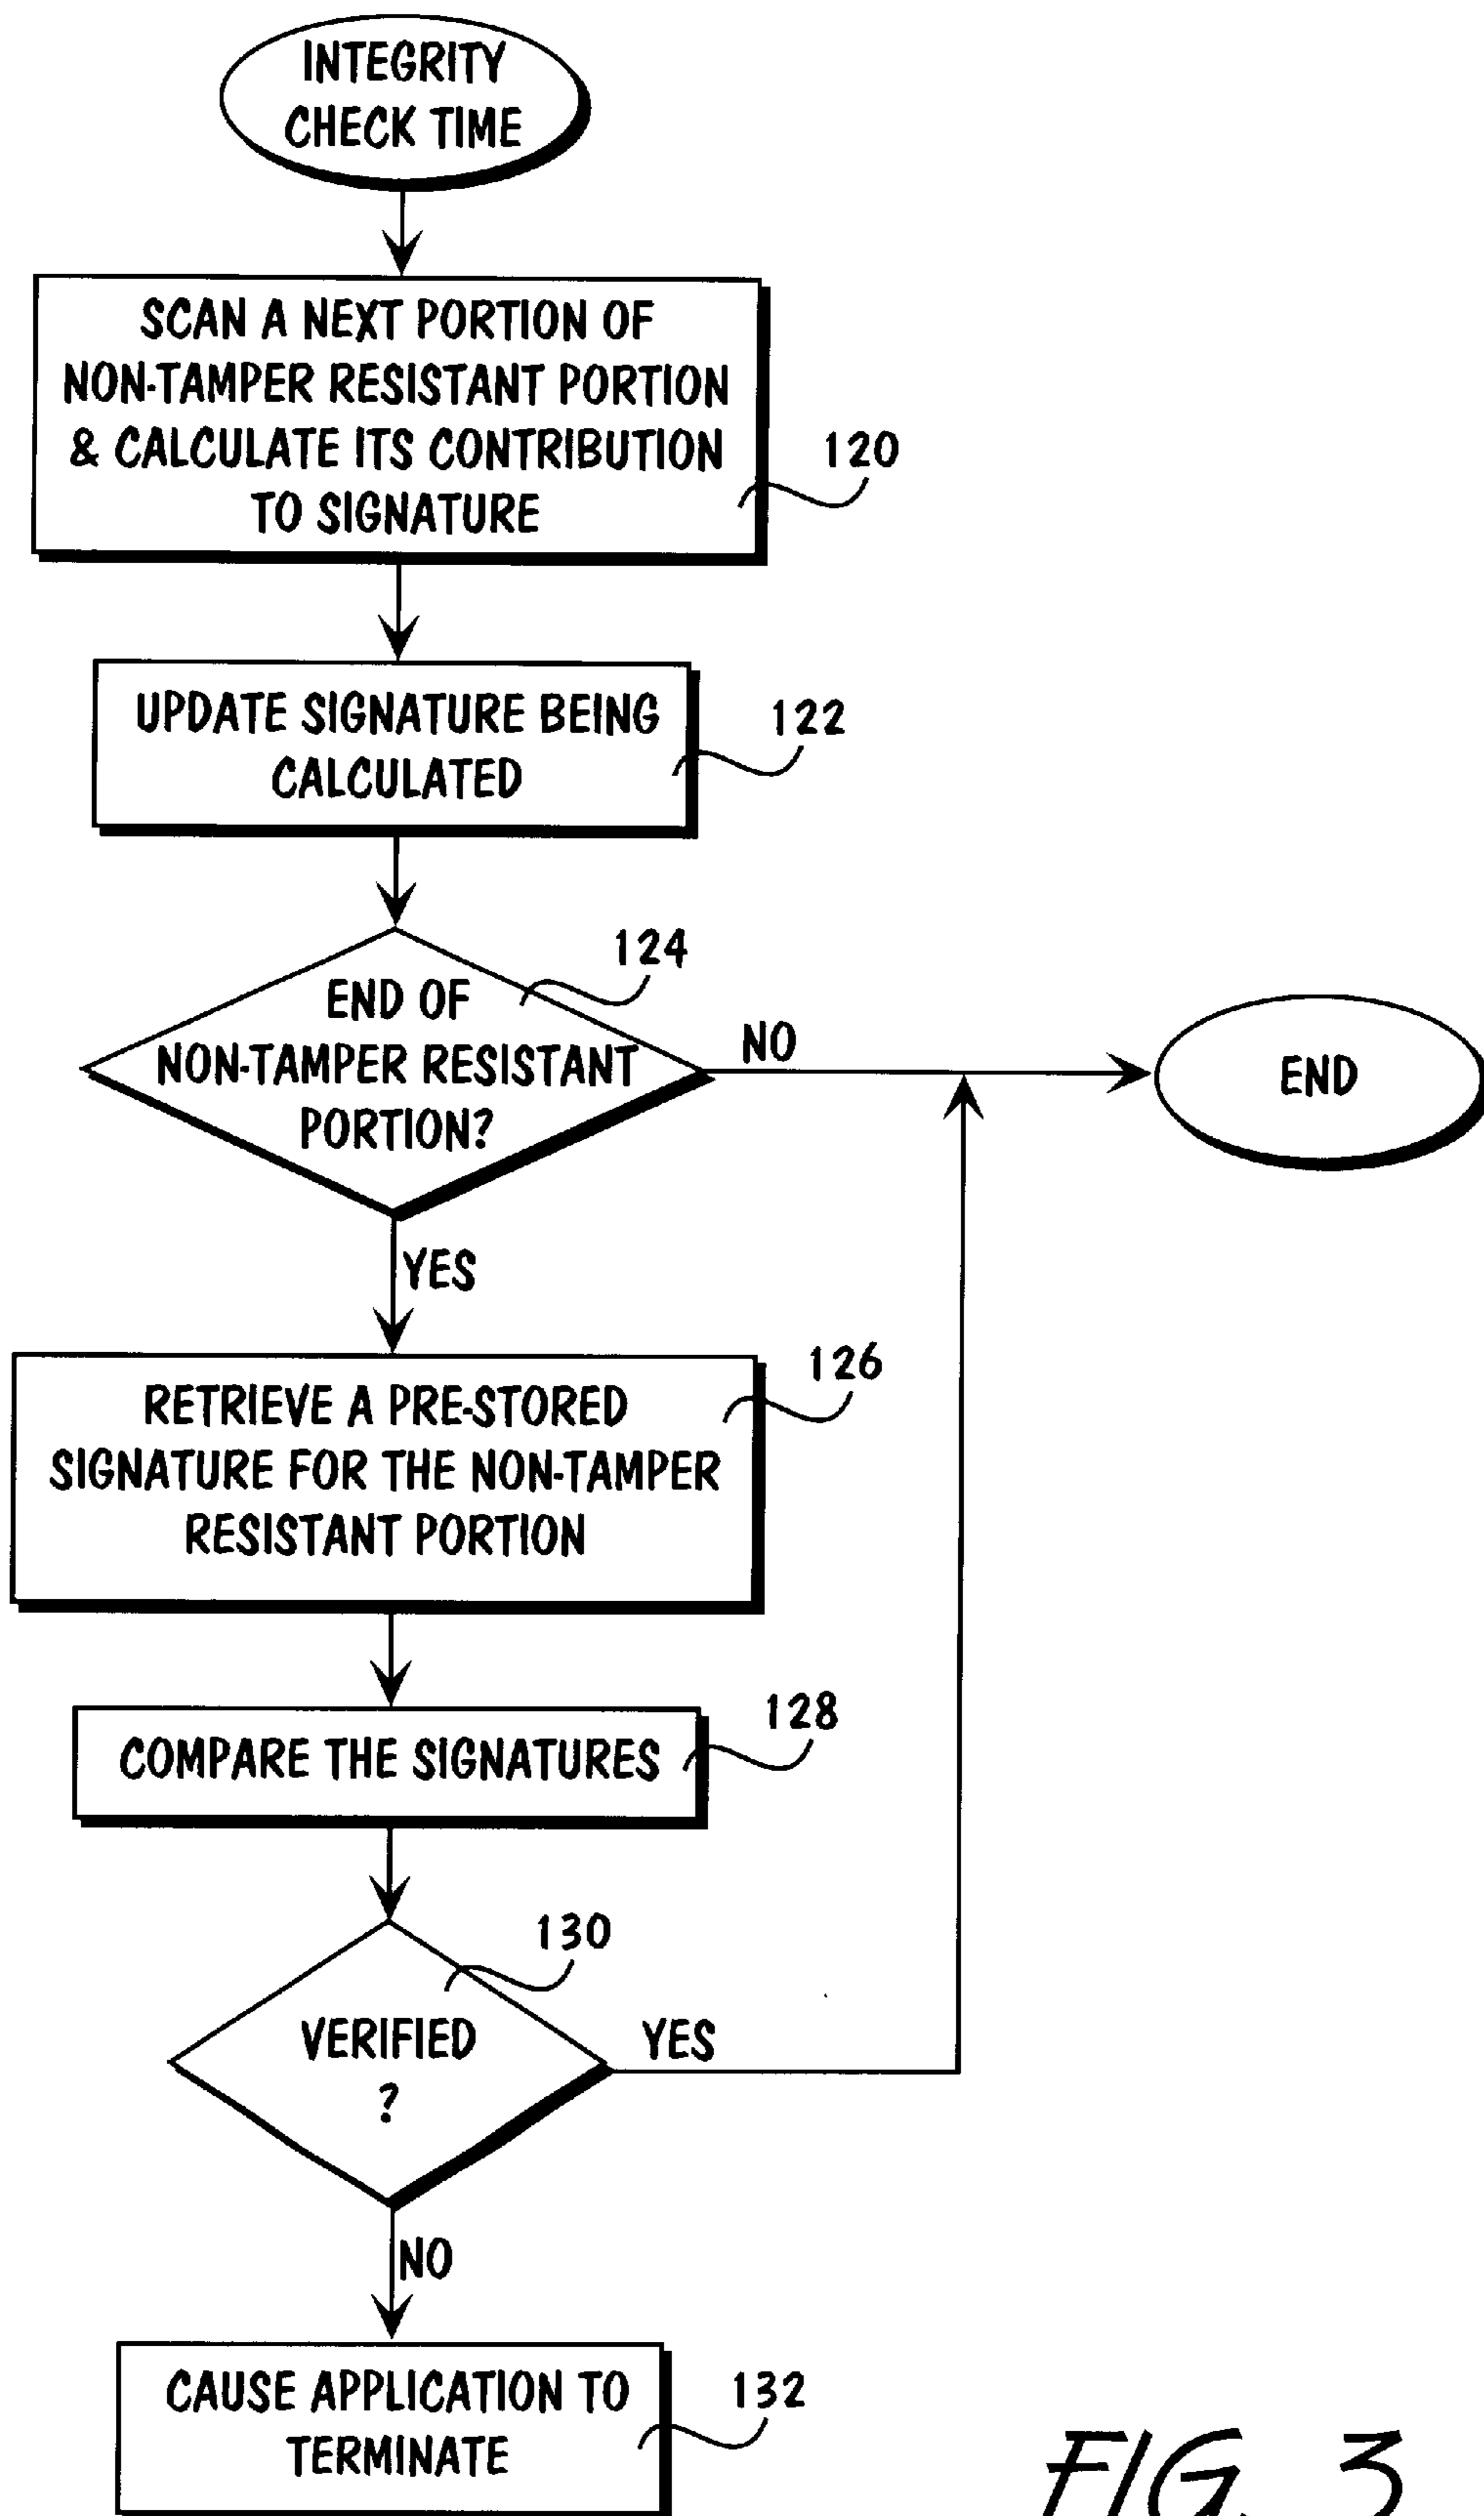 INTEGRITY
CHECK TIME
SCAN A NEXT PORTION OF
NON-TAMPER RESISTANT PORTION
& CALCULATE ITS CONTRIBUTION
TO SIGNATURE
120
UPDATE SIGNATURE BEING
CALCULATED
122
124
END OF
NON-TAMPER RESISTANT
PORTION?
NO
END
YES
126
RETRIEVE A PRE-STORED
SIGNATURE FOR THE NON-TAMPER
RESISTANT PORTION
128
COMPARE THE SIGNATURES
130
VERIFIED
?
YES
NO
CAUSE APPLICATION TO
TERMINATE
132
FIG. 3